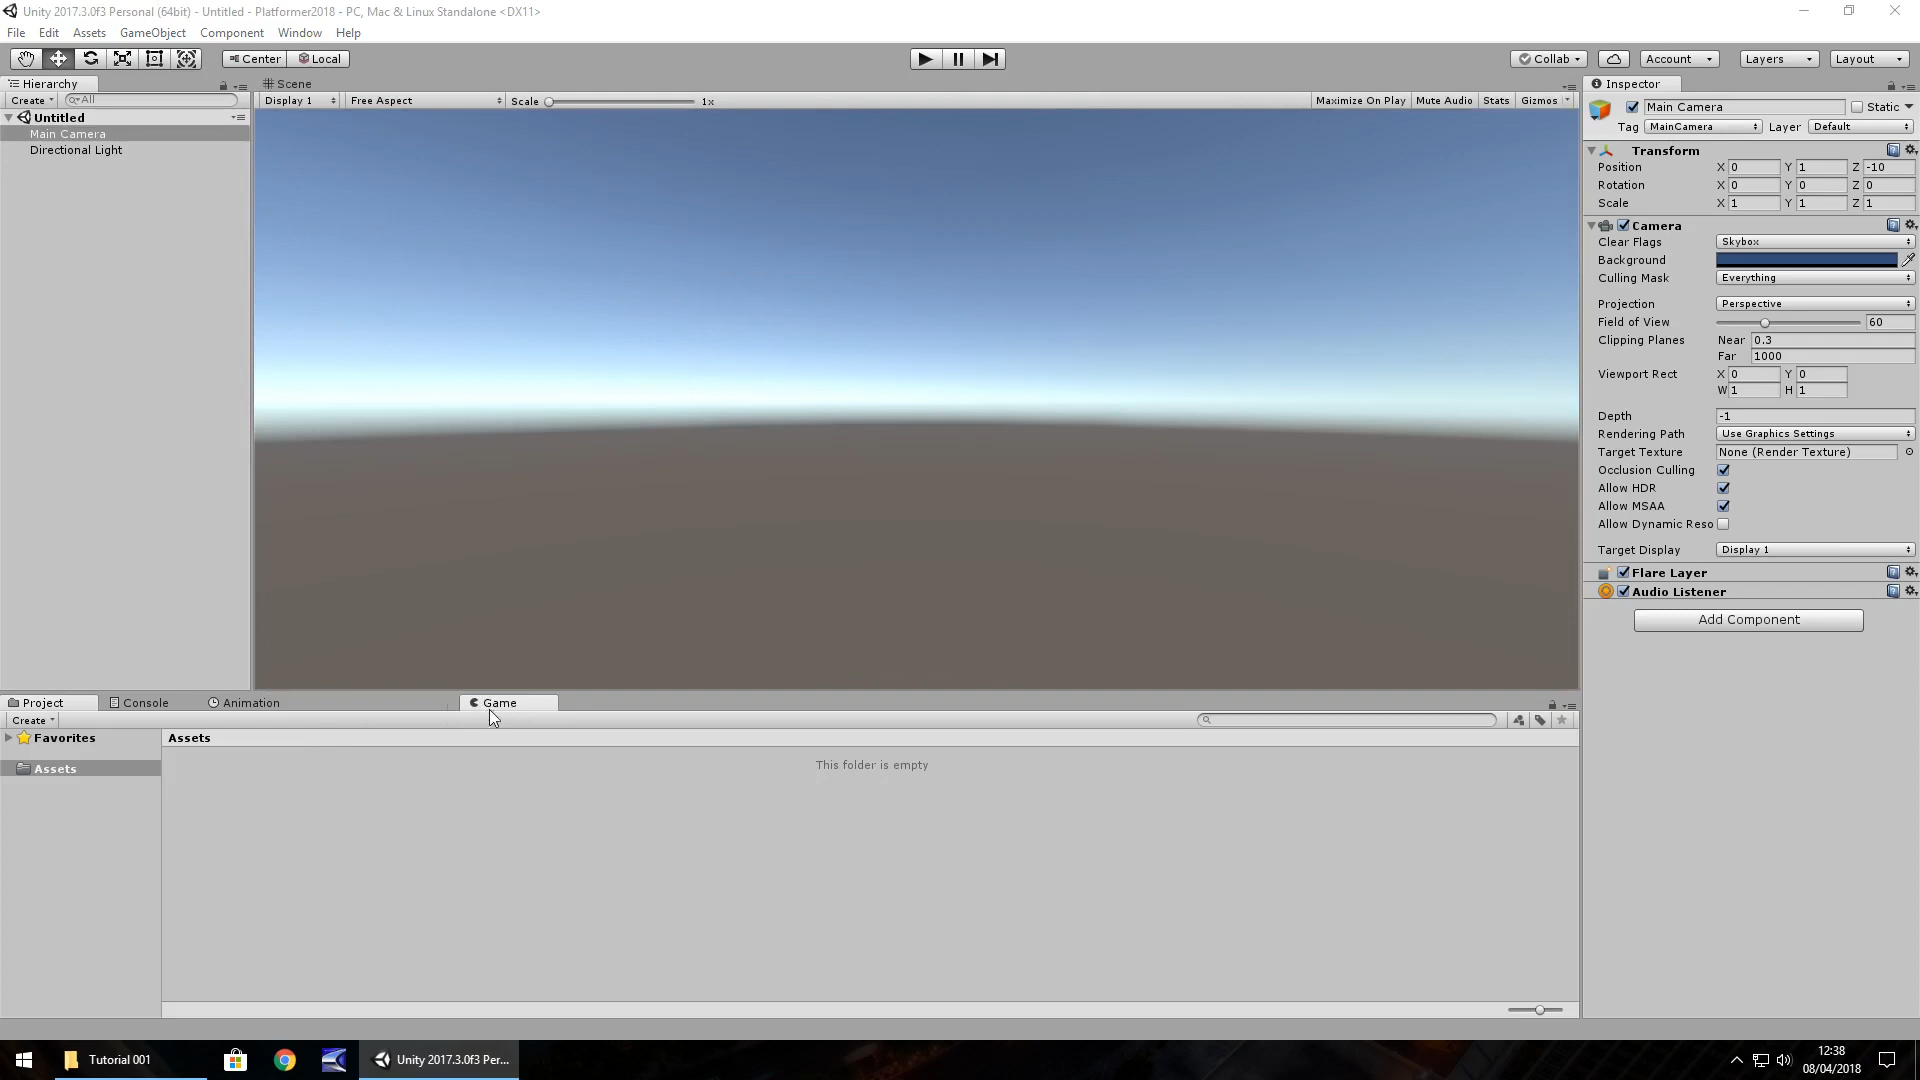 Unity 2017.3.0f3 Personal (64bit) - Untitled - Platformer2018 - PC, Mac & Linux Standalone <DX11>
File Edit Assets GameObject Component Window Help
Center Local Collab Account Layers Layout
Hierarchy
Create All
Untitled
Main Camera
Directional Light
Scene
Display 1 Free Aspect Scale 1x Maximize On Play Mute Audio Stats Gizmos
Inspector
Main Camera Static
Tag MainCamera Layer Default
Transform
Position X 0 Y 1 Z -10
Rotation X 0 Y 0 Z 0
Scale X 1 Y 1 Z 1
Camera
Clear Flags Skybox
Background
Culling Mask Everything
Projection Perspective
Field of View 60
Clipping Planes Near 0.3
Far 1000
Viewport Rect X 0 Y 0
W 1 H 1
Depth -1
Rendering Path Use Graphics Settings
Target Texture None (Render Texture)
Occlusion Culling
Allow HDR
Allow MSAA
Allow Dynamic Reso
Target Display Display 1
Flare Layer
Audio Listener
Add Component
Project Console Animation Game
Create
Favorites
Assets
Assets
This folder is empty
Tutorial 001 Unity 2017.3.0f3 Per...
12:38
08/04/2018